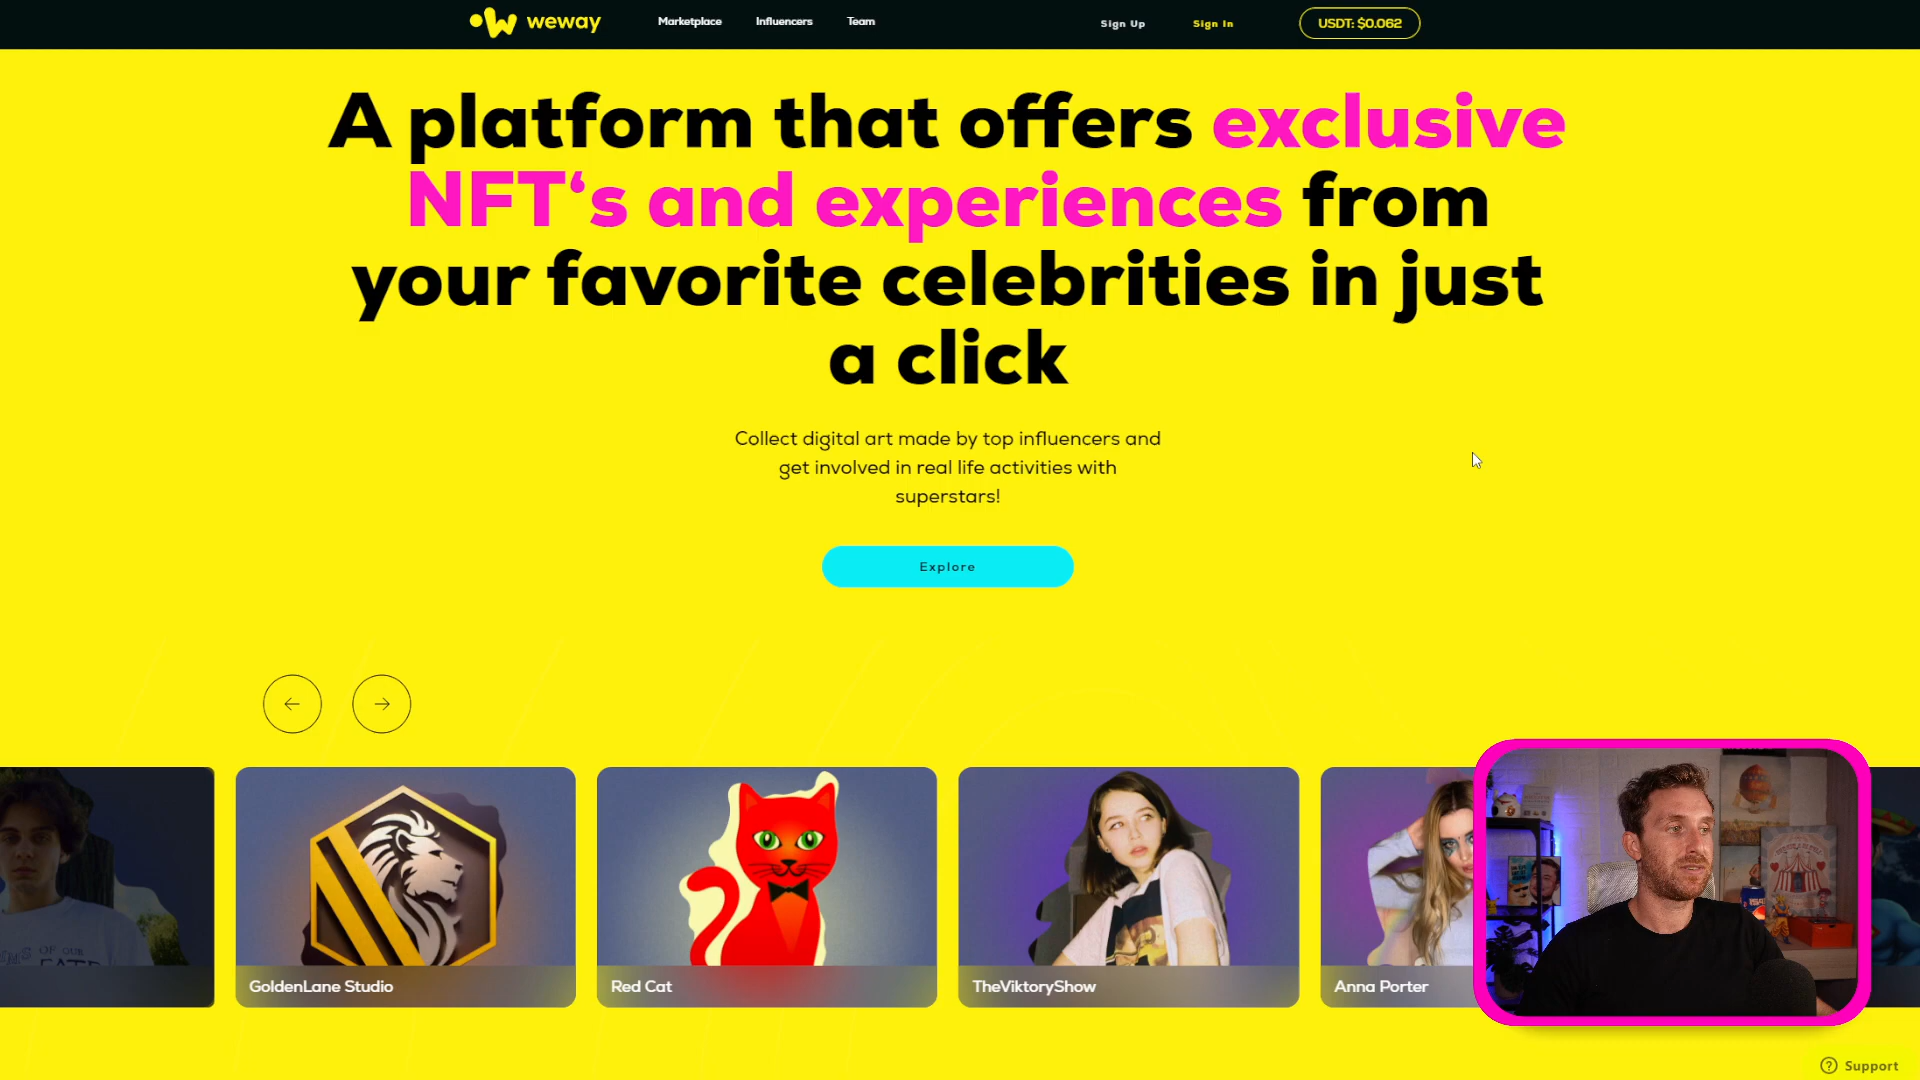 weway
Marketplace
Influencers
Team
Sign Up
Sign In
USDT: $0.062
A platform that offers exclusive
NFT‘s and experiences from
your favorite celebrities in just
a click
Collect digital art made by top influencers and
get involved in real life activities with
superstars!
Explore
GoldenLane Studio
Red Cat
TheViktoryShow
Anna Porter
Support